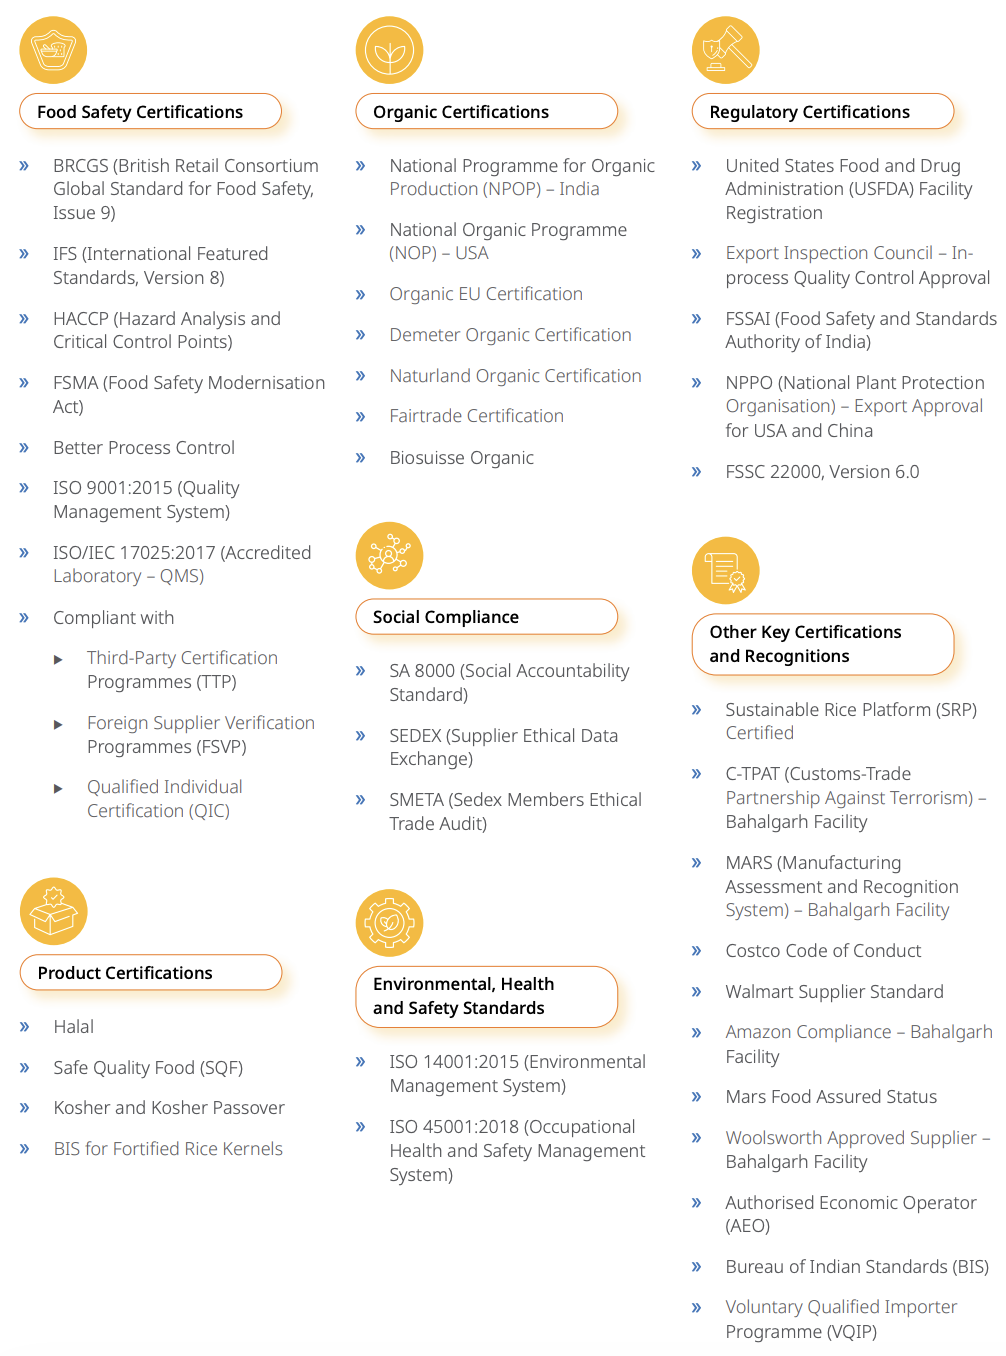 Food Safety Certifications
» BRCGS (British Retail Consortium
Global Standard for Food Safety,
Issue 9)
» IFS (International Featured
Standards, Version 8)
» HACCP (Hazard Analysis and
Critical Control Points)
» FSMA (Food Safety Modernisation
Act)
» Better Process Control
» ISO 9001:2015 (Quality
Management System)
» ISO/IEC 17025:2017 (Accredited
Laboratory – QMS)
» Compliant with
▶ Third-Party Certification
Programmes (TTP)
▶ Foreign Supplier Verification
Programmes (FSVP)
▶ Qualified Individual
Certification (QIC)
Product Certifications
» Halal
» Safe Quality Food (SQF)
» Kosher and Kosher Passover
» BIS for Fortified Rice Kernels
Organic Certifications
» National Programme for Organic
Production (NPOP) – India
» National Organic Programme
(NOP) – USA
» Organic EU Certification
» Demeter Organic Certification
» Naturland Organic Certification
» Fairtrade Certification
» Biosuisse Organic
Social Compliance
» SA 8000 (Social Accountability
Standard)
» SEDEX (Supplier Ethical Data
Exchange)
» SMETA (Sedex Members Ethical
Trade Audit)
Environmental, Health
and Safety Standards
» ISO 14001:2015 (Environmental
Management System)
» ISO 45001:2018 (Occupational
Health and Safety Management
System)
Regulatory Certifications
» United States Food and Drug
Administration (USFDA) Facility
Registration
» Export Inspection Council – In-
process Quality Control Approval
» FSSAI (Food Safety and Standards
Authority of India)
» NPPO (National Plant Protection
Organisation) – Export Approval
for USA and China
» FSSC 22000, Version 6.0
Other Key Certifications
and Recognitions
» Sustainable Rice Platform (SRP)
Certified
» C-TPAT (Customs-Trade
Partnership Against Terrorism) –
Bahalgarh Facility
» MARS (Manufacturing
Assessment and Recognition
System) – Bahalgarh Facility
» Costco Code of Conduct
» Walmart Supplier Standard
» Amazon Compliance – Bahalgarh
Facility
» Mars Food Assured Status
» Woolsworth Approved Supplier –
Bahalgarh Facility
» Authorised Economic Operator
(AEO)
» Bureau of Indian Standards (BIS)
» Voluntary Qualified Importer
Programme (VQIP)